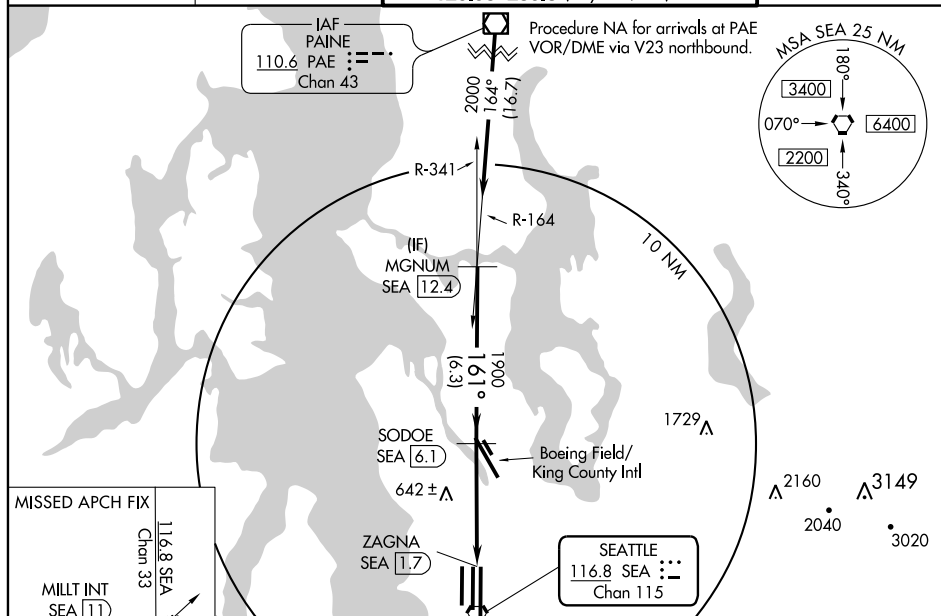 IAF
PAINE
110.6 PAE
Chan 43
Procedure NA for arrivals at PAE
VOR/DME via V23 northbound.
MSA SEA 25 NM
180°
3400
070°
6400
2200
340°
2000
164°
(16.7)
R-341
R-164
10 NM
(IF)
MGNUM
SEA 12.4
1900
161°
(6.3)
1729
SODOE
SEA 6.1
Boeing Field/
King County Intl
642 ±
2160
3149
2040
3020
MISSED APCH FIX
116.8 SEA
Chan 33
MILLT INT
SEA 11
ZAGNA
SEA 1.7
SEATTLE
116.8 SEA
Chan 115